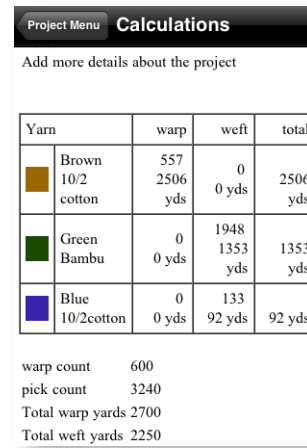 Project Menu Calculations
Add more details about the project
Yarn warp weft total
Brown 10/2 cotton 557 2506 yds 0 0 yds 2506 yds
Green Bambu 0 0 yds 1948 1353 yds 1353 yds
Blue 10/2cotton 0 0 yds 133 92 yds 92 yds
warp count 600
pick count 3240
Total warp yards 2700
Total weft yards 2250